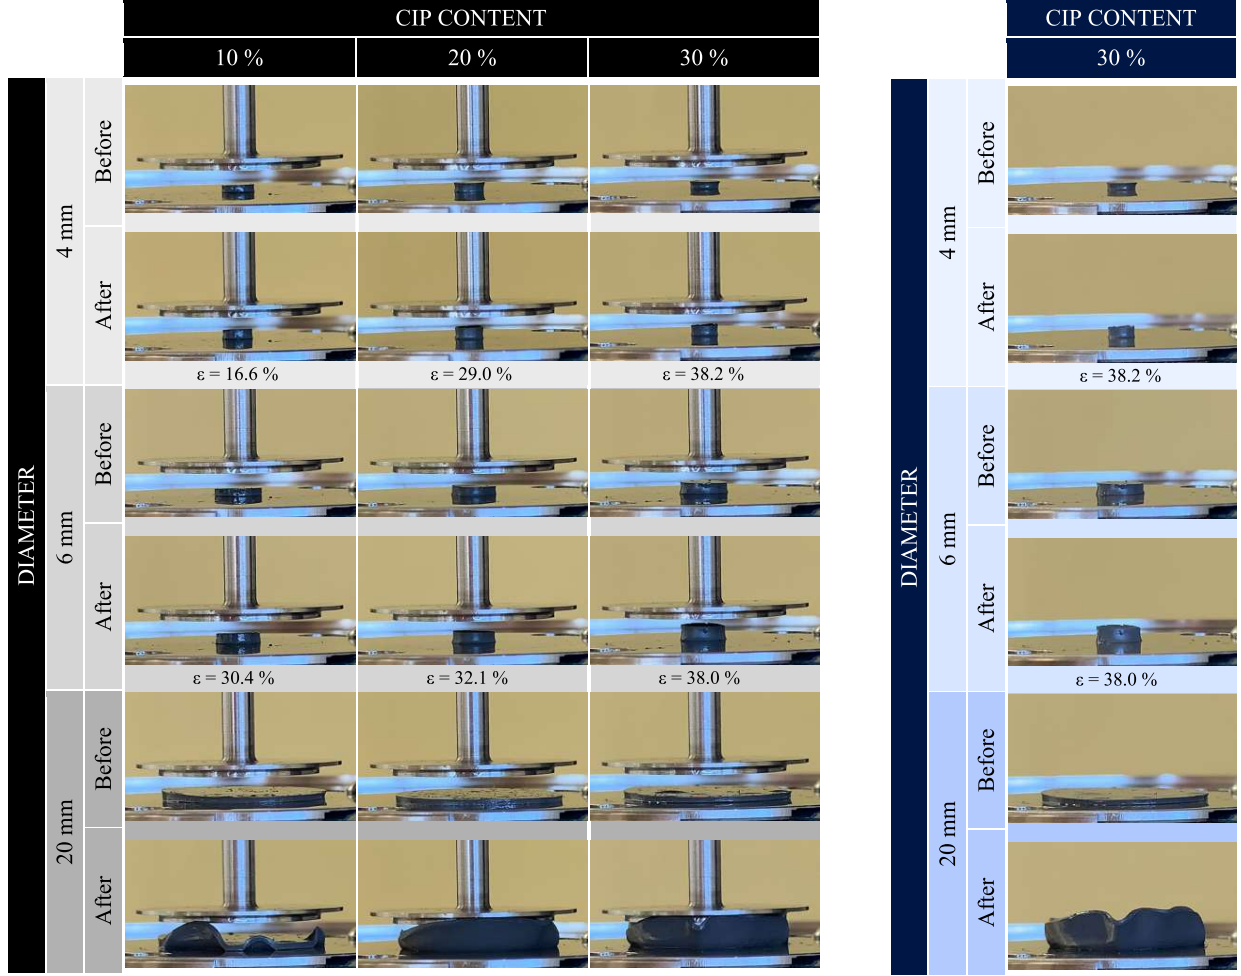 CIP CONTENT
10 %
20 %
30 %
DIAMETER
4 mm
Before
After
ε = 16.6 %
ε = 29.0 %
ε = 38.2 %
6 mm
Before
After
ε = 30.4 %
ε = 32.1 %
ε = 38.0 %
20 mm
Before
After
CIP CONTENT
30 %
DIAMETER
4 mm
Before
After
ε = 38.2 %
6 mm
Before
After
ε = 38.0 %
20 mm
Before
After